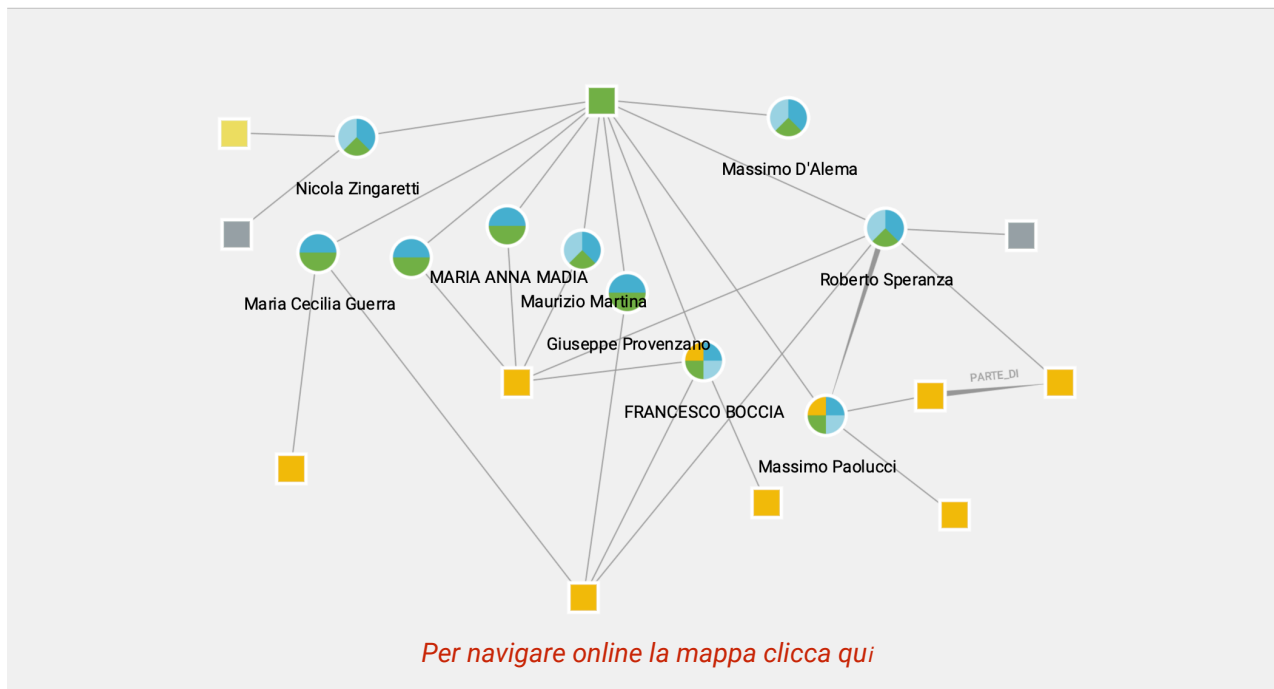 Massimo D'Alema
Nicola Zingaretti
MARIA ANNA MADIA
Roberto Speranza
Maria Cecilia Guerra
Maurizio Martina
Giuseppe Provenzano
PARTE_DI
FRANCESCO BOCCIA
Massimo Paolucci
Per navigare online la mappa clicca qui